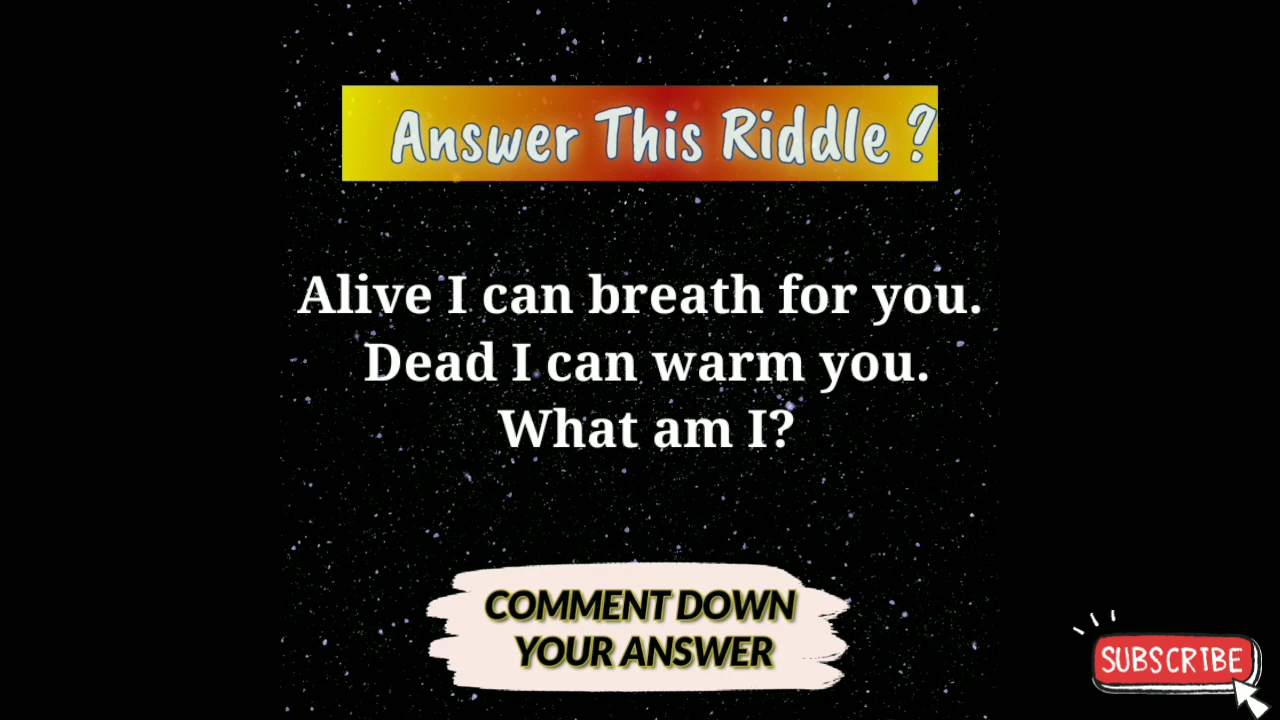 Answer This Riddle ?
Alive I can breath for you.
Dead I can warm you.
What am I?
COMMENT DOWN
YOUR ANSWER
SUBSCRIBE